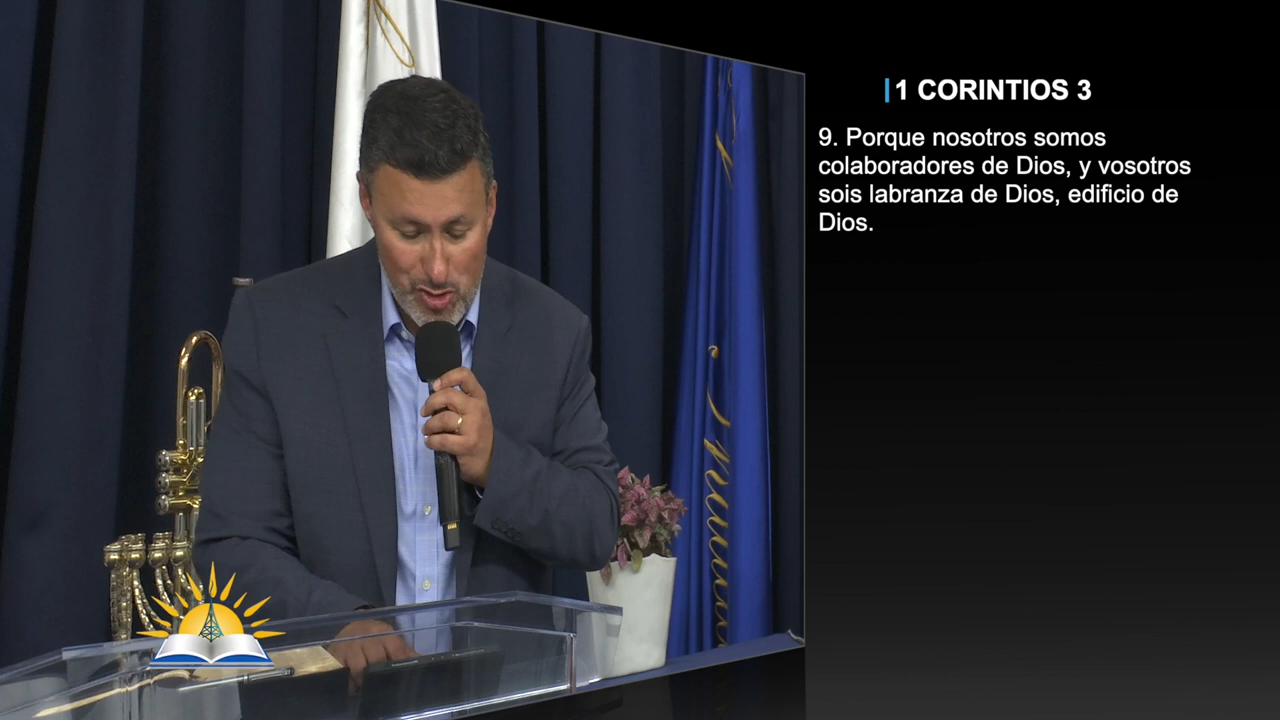 1 CORINTIOS 3
9. Porque nosotros somos
colaboradores de Dios, y vosotros
sois labranza de Dios, edificio de
Dios.